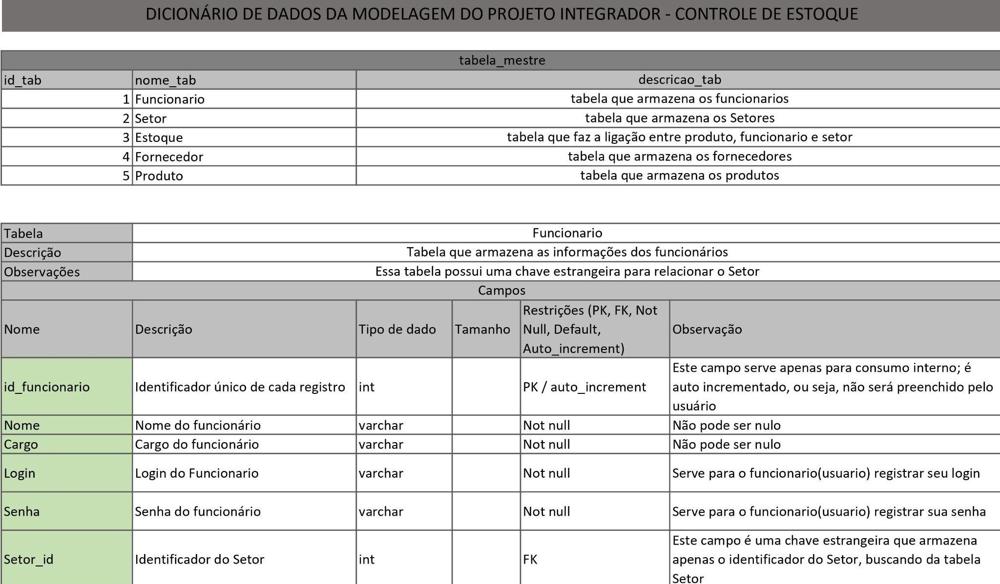 DICIONÁRIO DE DADOS DA MODELAGEM DO PROJETO INTEGRADOR - CONTROLE DE ESTOQUE
tabela_mestre
id_tab nome_tab descricao_tab
1 Funcionario tabela que armazena os funcionarios
2 Setor tabela que armazena os Setores
3 Estoque tabela que faz a ligação entre produto, funcionario e setor
4 Fornecedor tabela que armazena os fornecedores
5 Produto tabela que armazena os produtos
Tabela Funcionario
Descrição Tabela que armazena as informações dos funcionários
Observações Essa tabela possui uma chave estrangeira para relacionar o Setor
Campos
Nome Descrição Tipo de dado Tamanho Restrições (PK, FK, Not
Null, Default,
Auto_increment) Observação
id_funcionario Identificador único de cada registro int PK / auto_increment Este campo serve apenas para consumo interno; é
auto incrementado, ou seja, não será preenchido pelo
usuário
Nome Nome do funcionário varchar Not null Não pode ser nulo
Cargo Cargo do funcionário varchar Not null Não pode ser nulo
Login Login do Funcionario varchar Not null Serve para o funcionario(usuario) registrar seu login
Senha Senha do funcionário varchar Not null Serve para o funcionario(usuario) registrar sua senha
Setor_id Identificador do Setor int FK Este campo é uma chave estrangeira que armazena
apenas o identificador do Setor, buscando da tabela
Setor